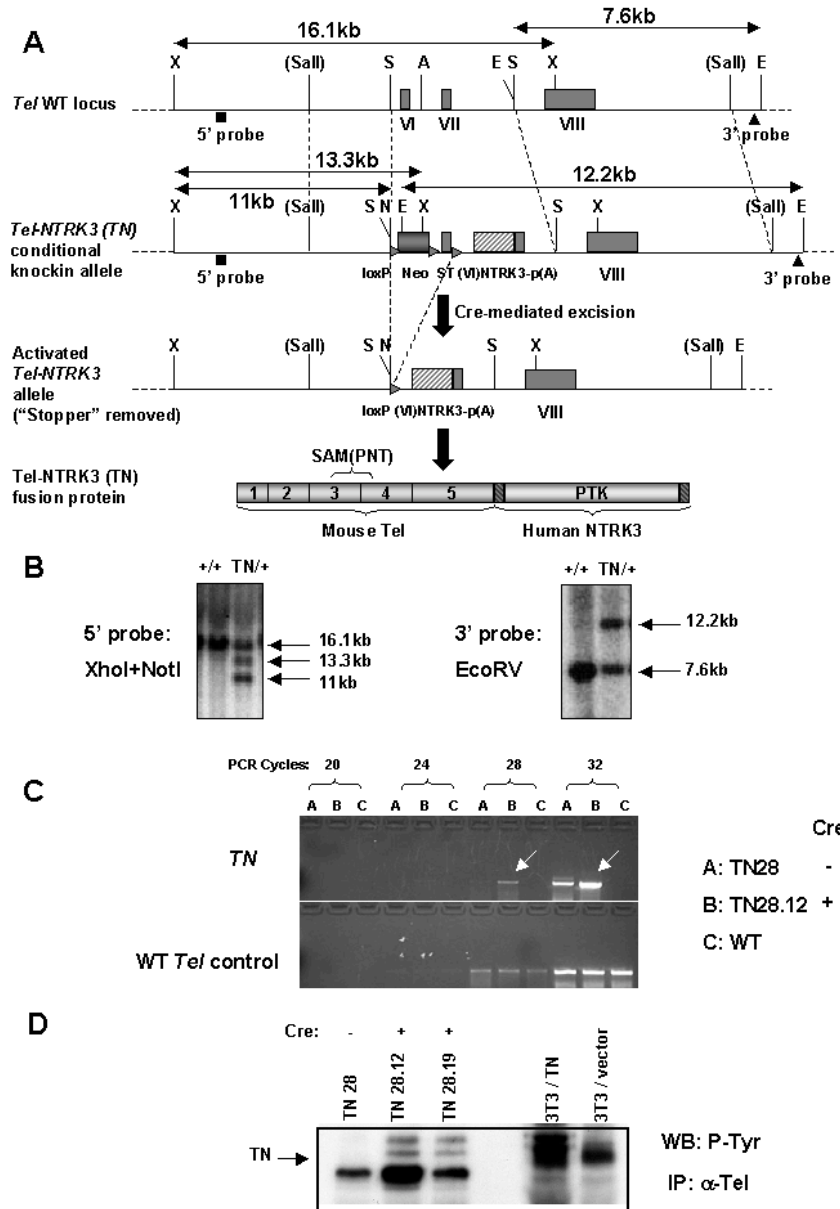 A
16.1kb
7.6kb
X (SalI) S A E S X (SalI) E
Tel WT locus
5' probe VI VII VIII 3' probe
13.3kb
12.2kb
11kb
X (SalI) S N E X S X (SalI) E
Tel-NTRK3 (TN)
conditional
knockin allele
5' probe loxP Neo ST (VI)NTRK3-p(A) VIII 3' probe
Cre-mediated excision
X (SalI) S N S X (SalI) E
Activated
Tel-NTRK3
allele
("Stopper" removed)
loxP (VI)NTRK3-p(A) VIII
SAM(PNT)
Tel-NTRK3 (TN)
fusion protein
1 2 3 4 5 PTK
Mouse Tel Human NTRK3
B
+/+ TN/+
5' probe:
XhoI+NotI
16.1kb
13.3kb
11kb
+/+ TN/+
3' probe:
EcoRV
12.2kb
7.6kb
C
PCR Cycles: 20 24 28 32
A B C A B C A B C A B C
TN
WT Tel control
Cre
A: TN28 -
B: TN28.12 +
C: WT
D
Cre: - + +
TN 28
TN 28.12
TN 28.19
3T3 / TN
3T3 / vector
TN
WB: P-Tyr
IP: α-Tel